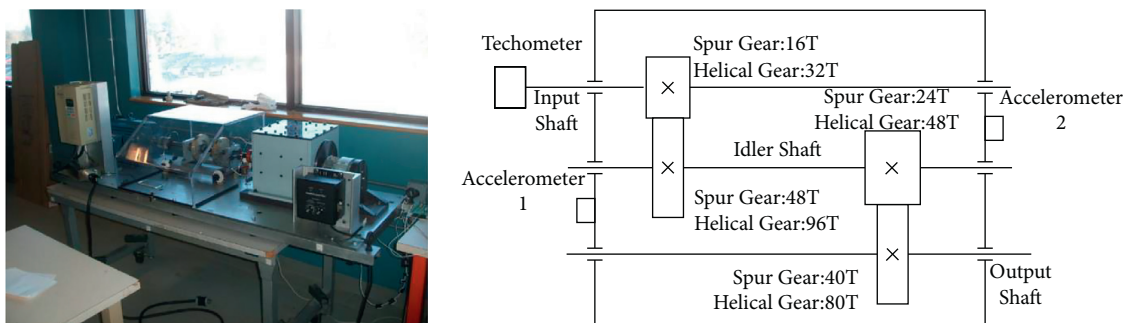 Techometer
Spur Gear:16T
Helical Gear:32T
Input
Shaft
Spur Gear:24T
Helical Gear:48T
Accelerometer
2
Idler Shaft
Accelerometer
1
Spur Gear:48T
Helical Gear:96T
Spur Gear:40T
Helical Gear:80T
Output
Shaft